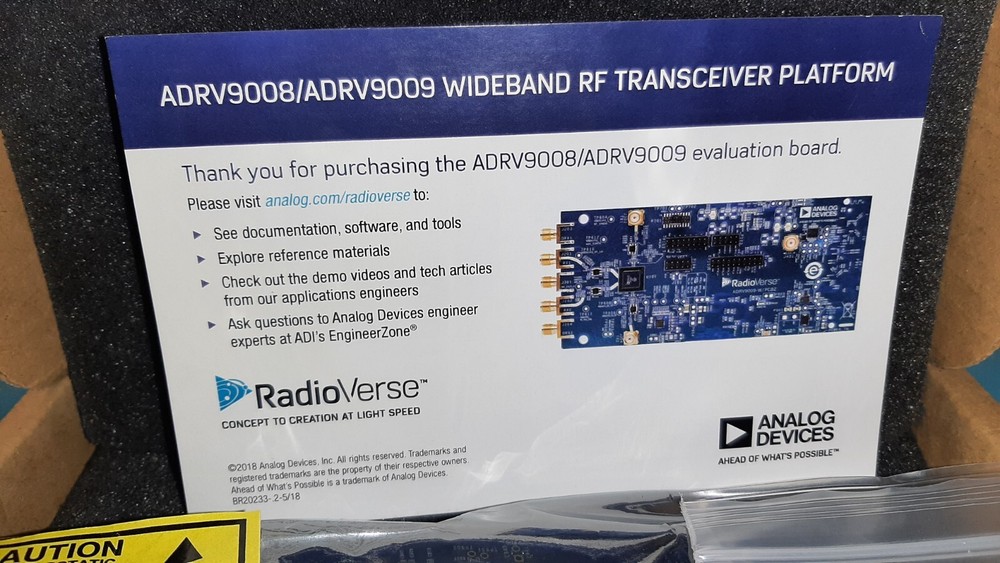 ADRV9008/ADRV9009 WIDEBAND RF TRANSCEIVER PLATFORM
Thank you for purchasing the ADRV9008/ADRV9009 evaluation board.
Please visit analog.com/radioverse to:
See documentation, software, and tools
Explore reference materials
Check out the demo videos and tech articles
from our applications engineers
Ask questions to Analog Devices engineer
experts at ADI's EngineerZone®
ANALOG
DEVICES
RadioVerse
RadioVerse™
CONCEPT TO CREATION AT LIGHT SPEED
ANALOG
DEVICES
AHEAD OF WHAT'S POSSIBLE™
©2018 Analog Devices, Inc. All rights reserved. Trademarks and
registered trademarks are the property of their respective owners
Ahead of What's Possible is a trademark of Analog Devices.
BR20233-.2-5/18
AUTION